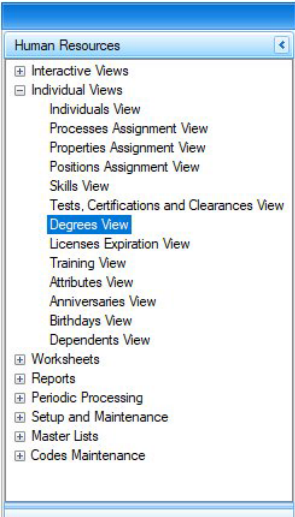 Human Resources
Interactive Views
Individual Views
Individuals View
Processes Assignment View
Properties Assignment View
Positions Assignment View
Skills View
Tests, Certifications and Clearances View
Degrees View
Licenses Expiration View
Training View
Attributes View
Anniversaries View
Birthdays View
Dependents View
Worksheets
Reports
Periodic Processing
Setup and Maintenance
Master Lists
Codes Maintenance